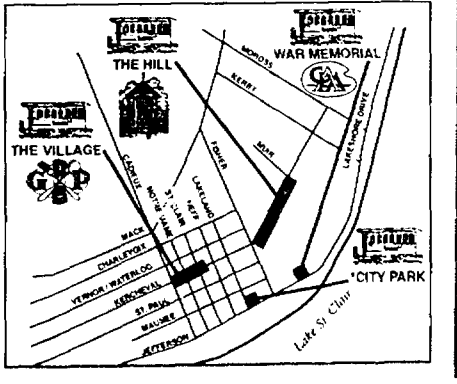 THE HILL
WAR MEMORIAL
THE VILLAGE
*CITY PARK
MOROSS
KERBY
MUIR
LAKESHORE DRIVE
FISHER
CADIEUX
NOTRE DAME
ST. CLAIR
NEFF
LAKELAND
MACK
CHARLEVOIX
VERNOR / WATERLOO
KERCHEVAL
ST. PAUL
MAUMEE
JEFFERSON
Lake St. Clair